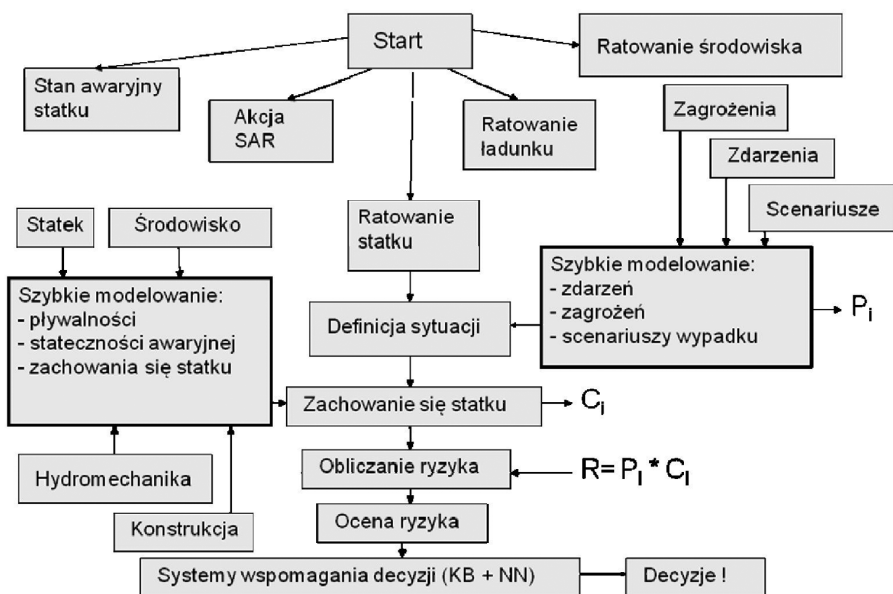 Start
Ratowanie środowiska
Stan awaryjny
statku
Akcja
SAR
Ratowanie
ładunku
Zagrożenia
Zdarzenia
Scenariusze
Statek
Środowisko
Ratowanie
statku
Szybkie modelowanie:
- pływalności
- stateczności awaryjnej
- zachowania się statku
Szybkie modelowanie:
- zdarzeń
- zagrożeń
- scenariuszy wypadku
Pi
Definicja sytuacji
Zachowanie się statku
Ci
Hydromechanika
Obliczanie ryzyka
R= PI * CI
Konstrukcja
Ocena ryzyka
Systemy wspomagania decyzji (KB + NN)
Decyzje !